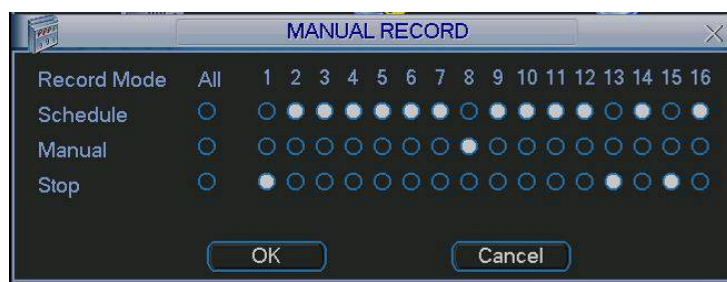 MANUAL RECORD
Record Mode All 1 2 3 4 5 6 7 8 9 10 11 12 13 14 15 16
Schedule
Manual
Stop
OK Cancel